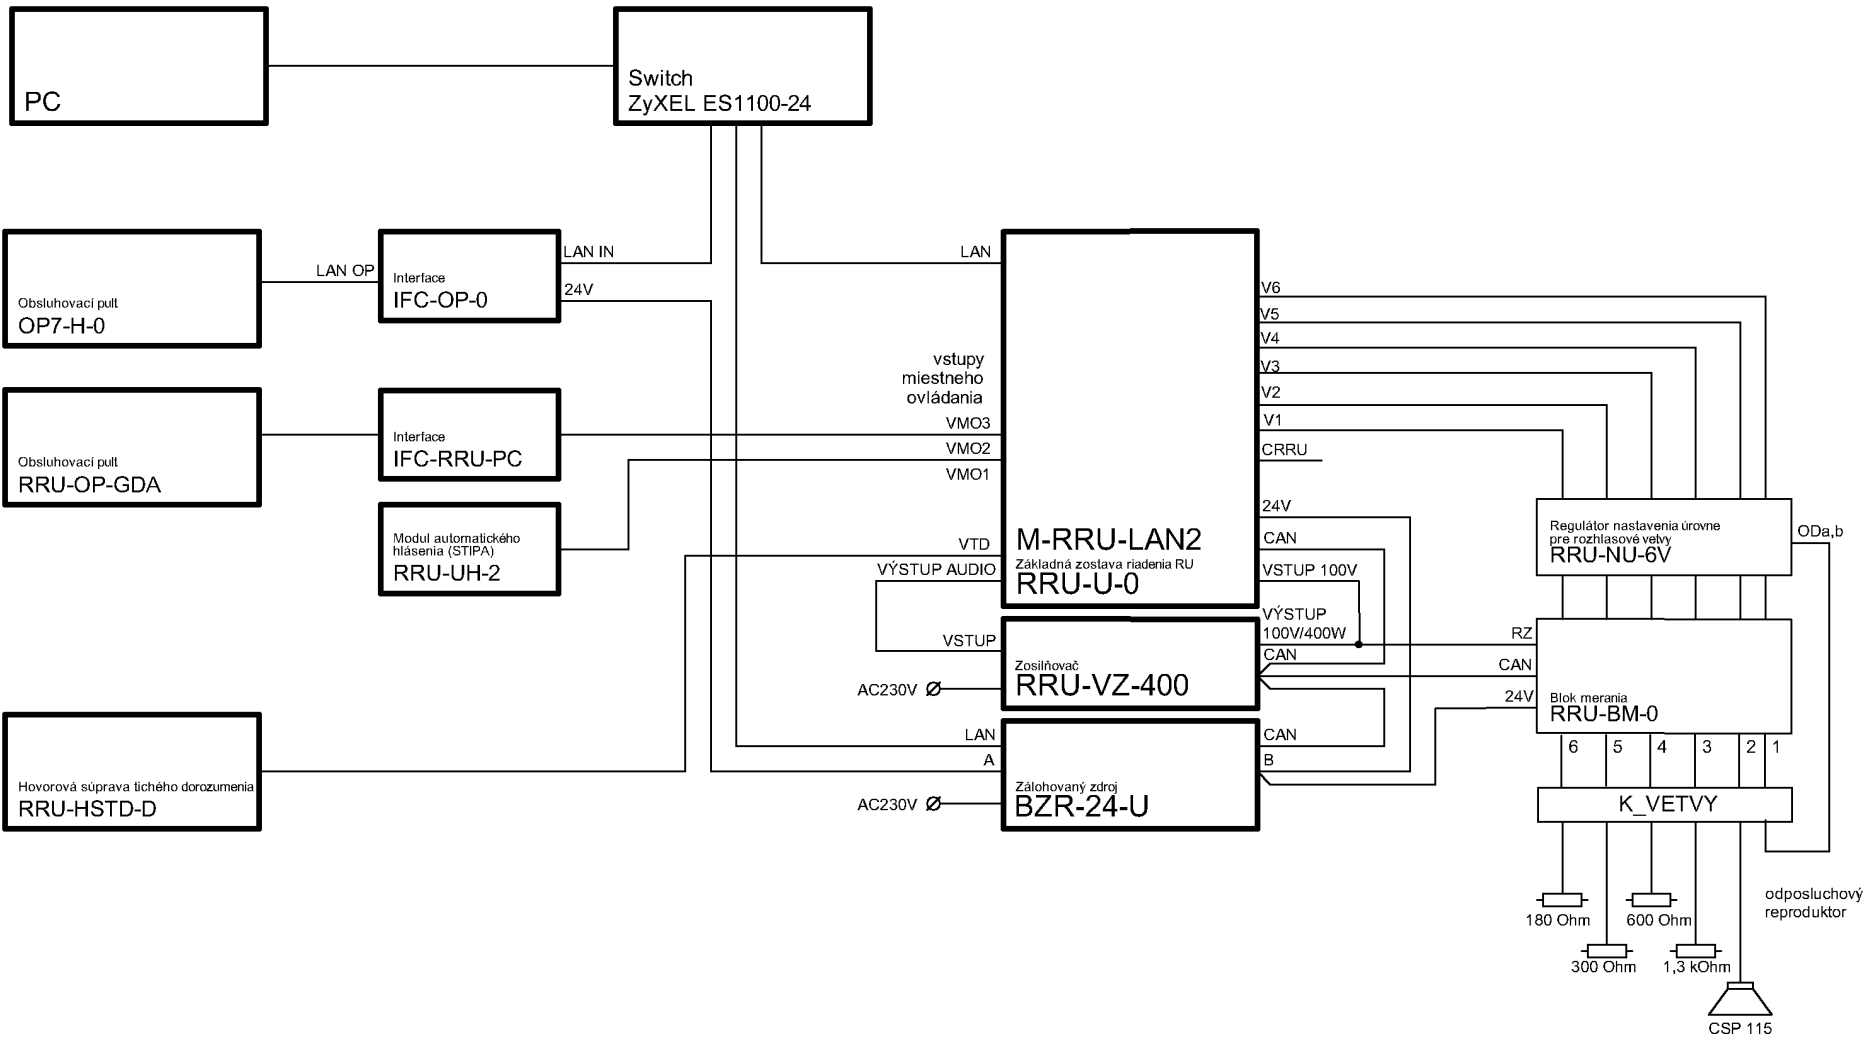 PC
Switch
ZyXEL ES1100-24
Obsluhovací pult
OP7-H-0
LAN OP
Interface
IFC-OP-0
LAN IN
24V
Obsluhovací pult
RRU-OP-GDA
Interface
IFC-RRU-PC
Modul automatického
hlásenia (STIPA)
RRU-UH-2
Hovorová súprava tichého dorozumenia
RRU-HSTD-D
LAN
vstupy
miestneho
ovládania
VMO3
VMO2
VMO1
VTD
VÝSTUP AUDIO
M-RRU-LAN2
Základná zostava riadenia RU
RRU-U-0
V6
V5
V4
V3
V2
V1
CRRU
24V
CAN
VSTUP 100V
VSTUP
AC230V
Zosilňovač
RRU-VZ-400
VÝSTUP
100V/400W
CAN
LAN
A
AC230V
Zálohovaný zdroj
BZR-24-U
CAN
B
Regulátor nastavenia úrovne
pre rozhlasové vetvy
RRU-NU-6V
ODa,b
RZ
CAN
24V
Blok merania
RRU-BM-0
6 5 4 3 2 1
K_VETVY
180 Ohm
600 Ohm
300 Ohm
1,3 kOhm
odposluchový
reproduktor
CSP 115